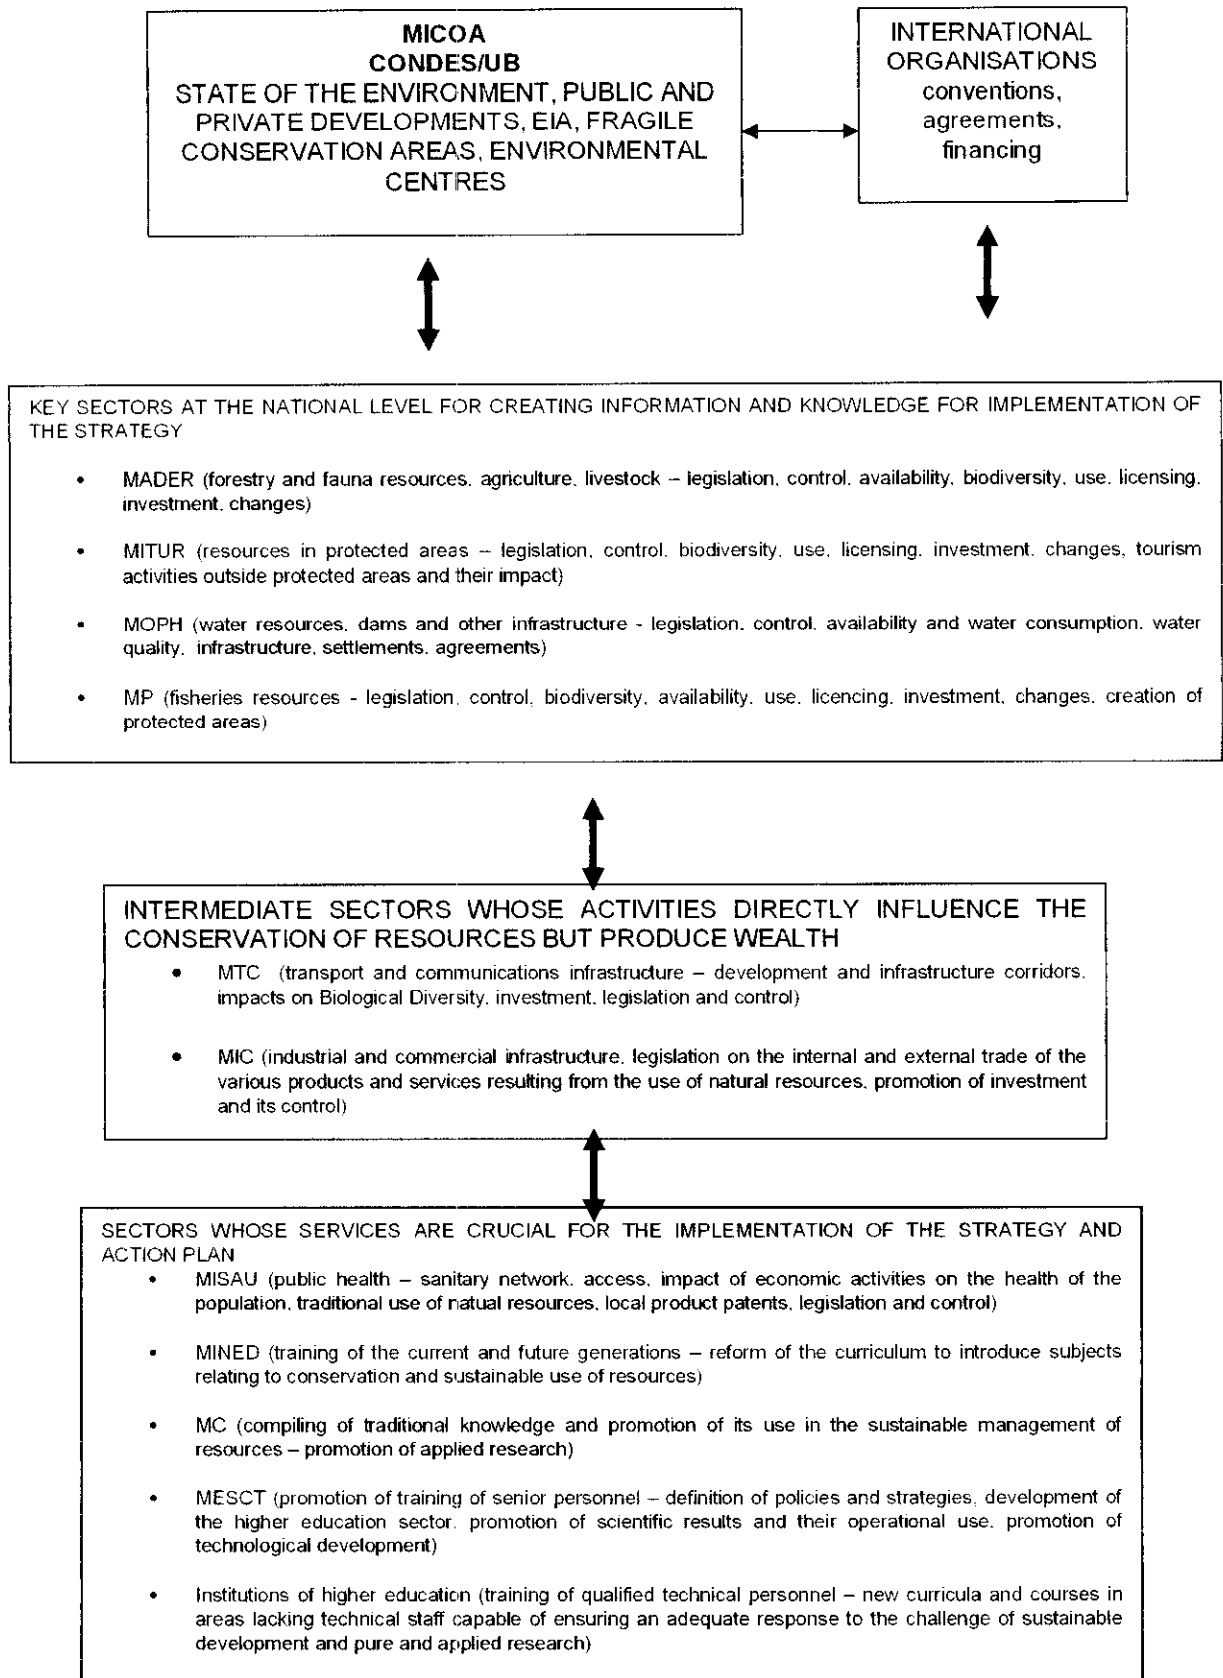 MICOA
CONDES/UB
STATE OF THE ENVIRONMENT, PUBLIC AND
PRIVATE DEVELOPMENTS, EIA, FRAGILE
CONSERVATION AREAS, ENVIRONMENTAL
CENTRES
INTERNATIONAL
ORGANISATIONS
conventions,
agreements,
financing
KEY SECTORS AT THE NATIONAL LEVEL FOR CREATING INFORMATION AND KNOWLEDGE FOR IMPLEMENTATION OF
THE STRATEGY
• MADER (forestry and fauna resources, agriculture, livestock – legislation, control, availability, biodiversity, use, licensing,
investment, changes)
• MITUR (resources in protected areas – legislation, control, biodiversity, use, licensing, investment, changes, tourism
activities outside protected areas and their impact)
• MOPH (water resources, dams and other infrastructure - legislation, control, availability and water consumption, water
quality, infrastructure, settlements, agreements)
• MP (fisheries resources - legislation, control, biodiversity, availability, use, licencing, investment, changes, creation of
protected areas)
INTERMEDIATE SECTORS WHOSE ACTIVITIES DIRECTLY INFLUENCE THE
CONSERVATION OF RESOURCES BUT PRODUCE WEALTH
• MTC (transport and communications infrastructure – development and infrastructure corridors,
impacts on Biological Diversity, investment, legislation and control)
• MIC (industrial and commercial infrastructure, legislation on the internal and external trade of the
various products and services resulting from the use of natural resources, promotion of investment
and its control)
SECTORS WHOSE SERVICES ARE CRUCIAL FOR THE IMPLEMENTATION OF THE STRATEGY AND
ACTION PLAN
• MISAU (public health – sanitary network, access, impact of economic activities on the health of the
population, traditional use of natual resources, local product patents, legislation and control)
• MINED (training of the current and future generations – reform of the curriculum to introduce subjects
relating to conservation and sustainable use of resources)
• MC (compiling of traditional knowledge and promotion of its use in the sustainable management of
resources – promotion of applied research)
• MESCT (promotion of training of senior personnel – definition of policies and strategies, development of
the higher education sector, promotion of scientific results and their operational use, promotion of
technological development)
• Institutions of higher education (training of qualified technical personnel – new curricula and courses in
areas lacking technical staff capable of ensuring an adequate response to the challenge of sustainable
development and pure and applied research)